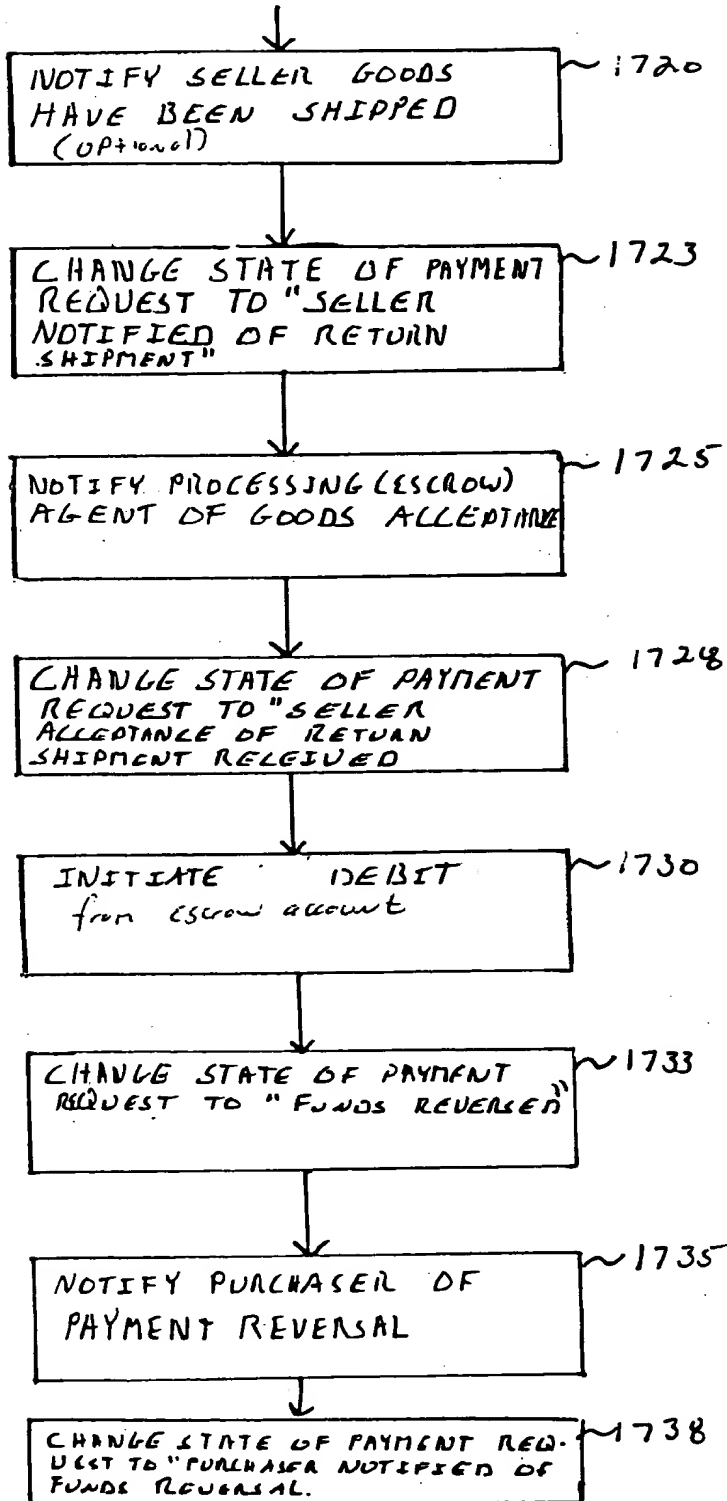 NOTIFY SELLER GOODS
HAVE BEEN SHIPPED
(optional)
1720
CHANGE STATE OF PAYMENT
REQUEST TO "SELLER
NOTIFIED OF RETURN
SHIPMENT"
1723
NOTIFY PROCESSING (ESCROW)
AGENT OF GOODS ACCEPTANCE
1725
CHANGE STATE OF PAYMENT
REQUEST TO "SELLER
ACCEPTANCE OF RETURN
SHIPMENT RECEIVED
1728
INITIATE DEBIT
from escrow account
1730
CHANGE STATE OF PAYMENT
REQUEST TO "FUNDS REVERSED"
1733
NOTIFY PURCHASER OF
PAYMENT REVERSAL
1735
CHANGE STATE OF PAYMENT REQ-
UEST TO "PURCHASER NOTIFIED OF
FUNDS REVERSAL.
1738